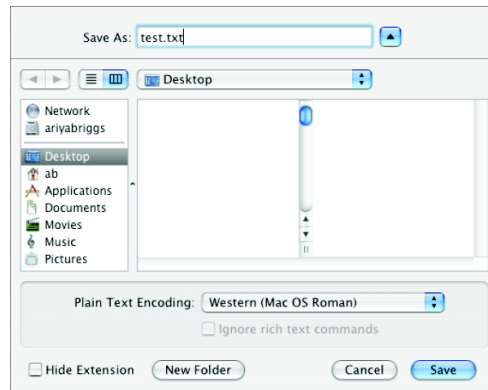 Save As: test.txt
Desktop
Network
ariyabriggs
Desktop
ab
Applications
Documents
Movies
Music
Pictures
Plain Text Encoding: Western (Mac OS Roman)
Ignore rich text commands
Hide Extension New Folder Cancel Save